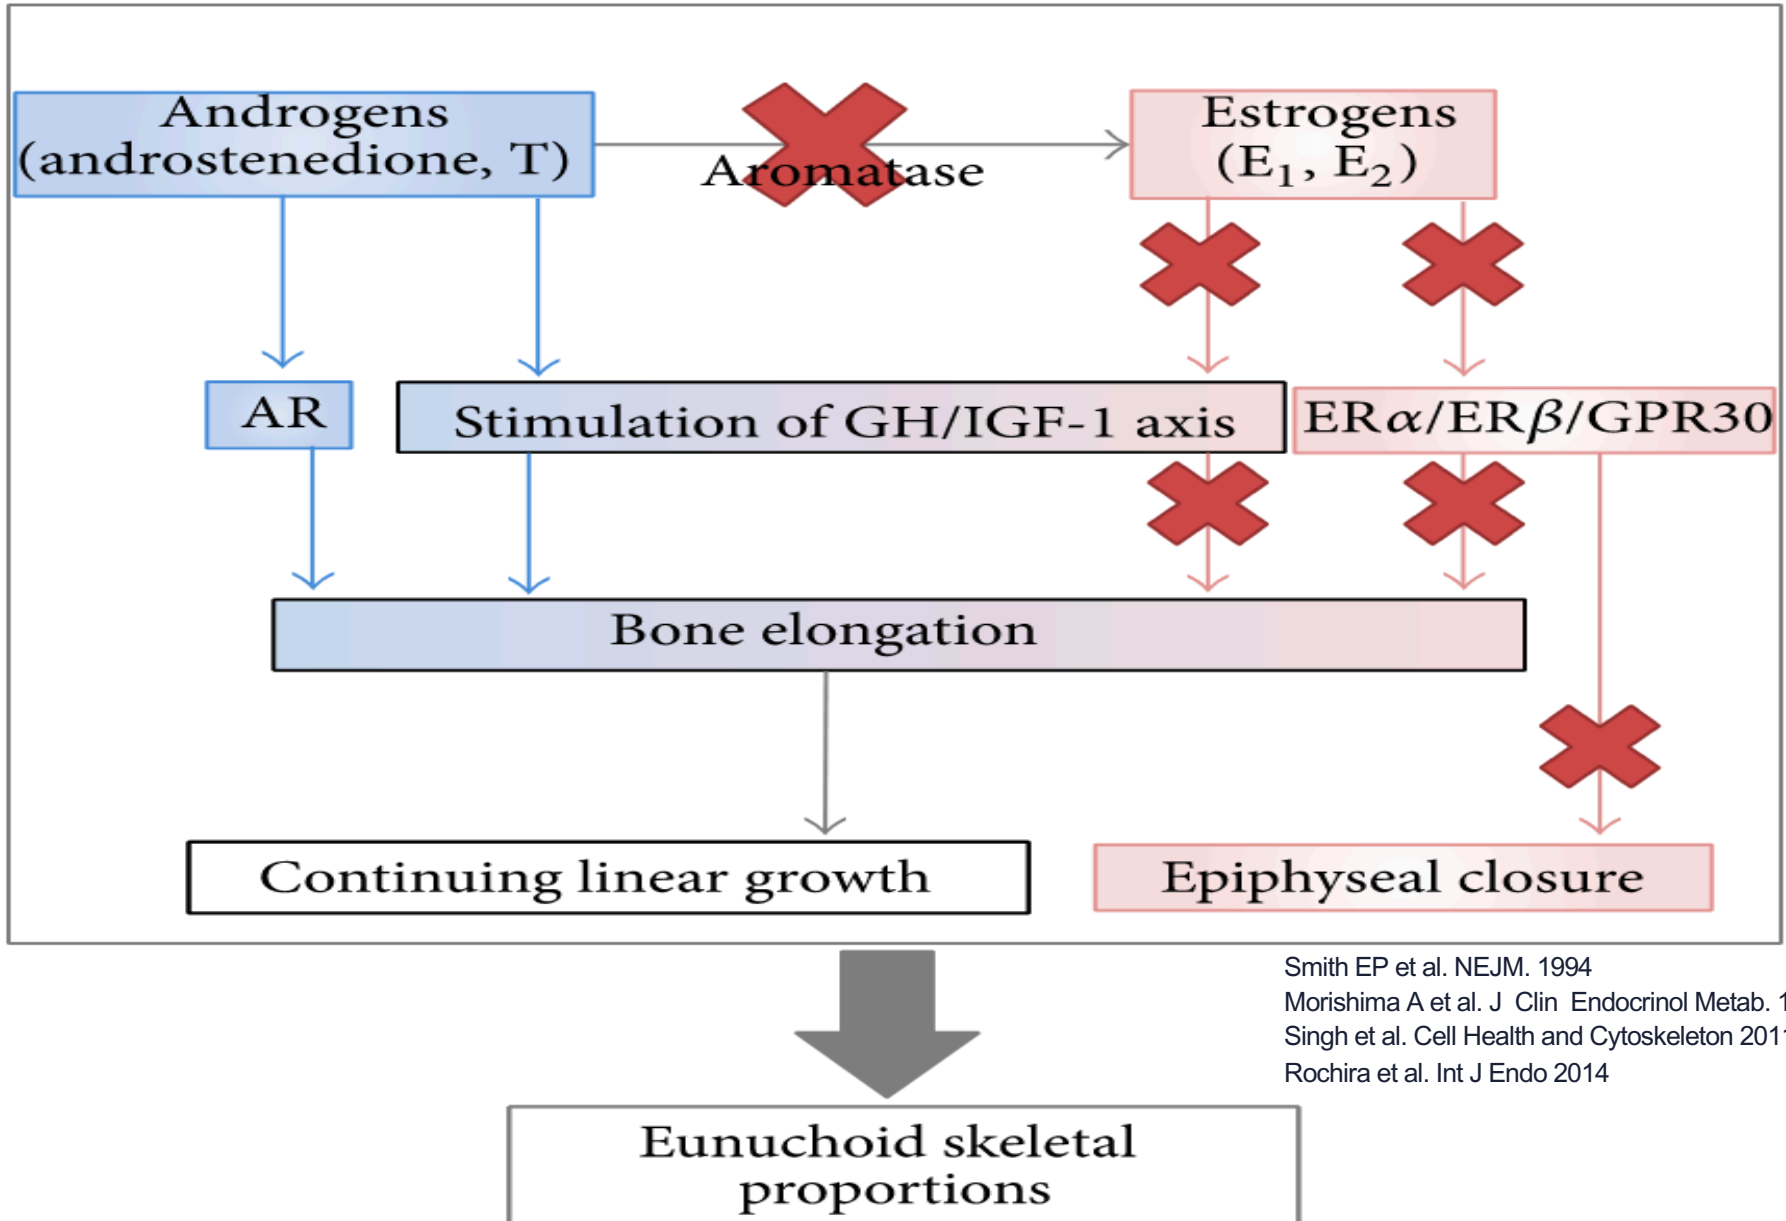 Androgens
(androstenedione, T)
Aromatase
Estrogens
(E₁, E₂)
AR
Stimulation of GH/IGF-1 axis
ERα/ERβ/GPR30
Bone elongation
Continuing linear growth
Epiphyseal closure
Smith EP et al. NEJM. 1994
Morishima A et al. J Clin Endocrinol Metab. 1
Singh et al. Cell Health and Cytoskeleton 2011
Rochira et al. Int J Endo 2014
Eunuchoid skeletal
proportions